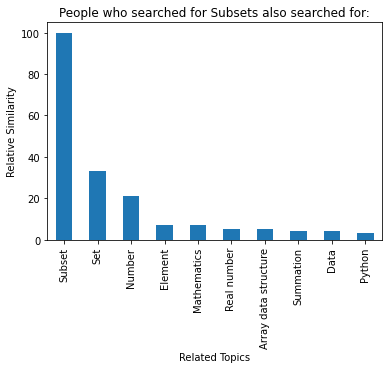 People who searched for Subsets also searched for:
Relative Similarity
100
80
60
40
20
0
Subset
Set
Number
Element
Mathematics
Real number
Array data structure
Summation
Data
Python
Related Topics